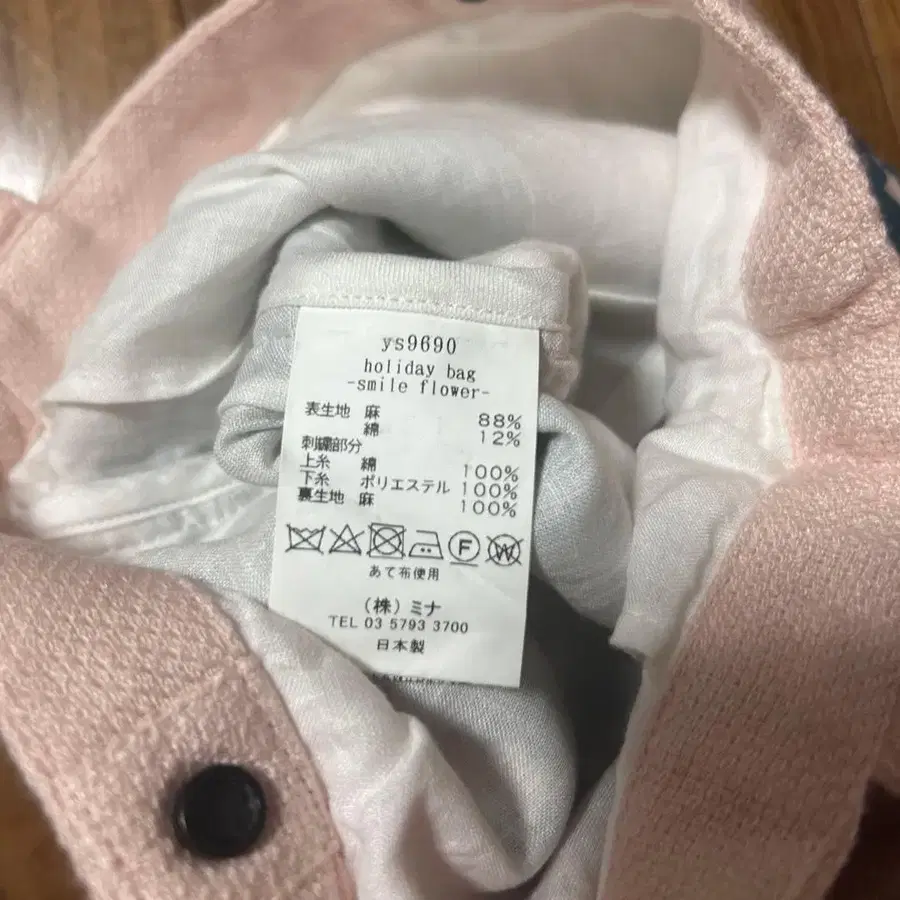 ys9690
holiday bag
-smile flower-
表生地 麻 88%
綿 12%
刺繍部分
上糸 綿 100%
下糸 ポリエステル 100%
裏生地 麻 100%
F W
あて布使用
(株) ミナ
TEL 03 5793 3700
日本製